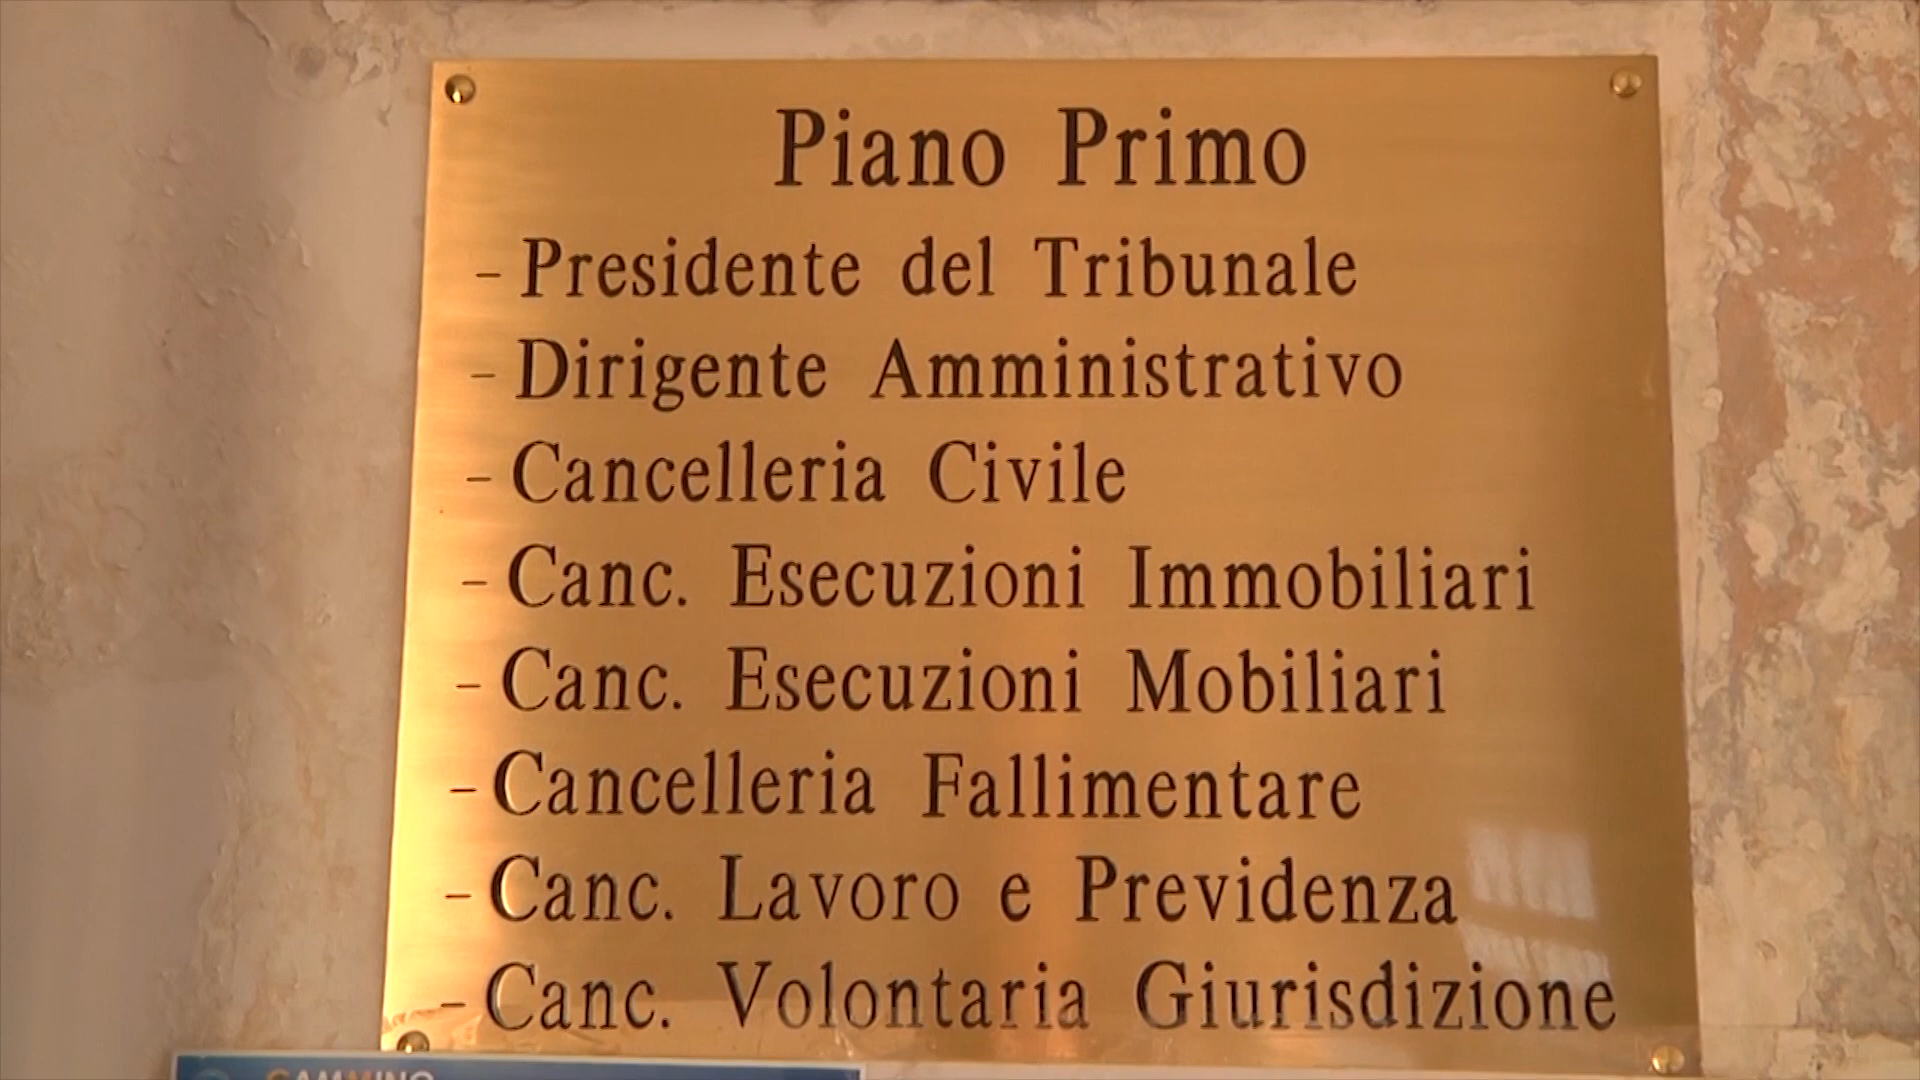 Piano Primo
- Presidente del Tribunale
- Dirigente Amministrativo
- Cancelleria Civile
- Canc. Esecuzioni Immobiliari
- Canc. Esecuzioni Mobiliari
- Cancelleria Fallimentare
- Canc. Lavoro e Previdenza
- Canc. Volontaria Giurisdizione